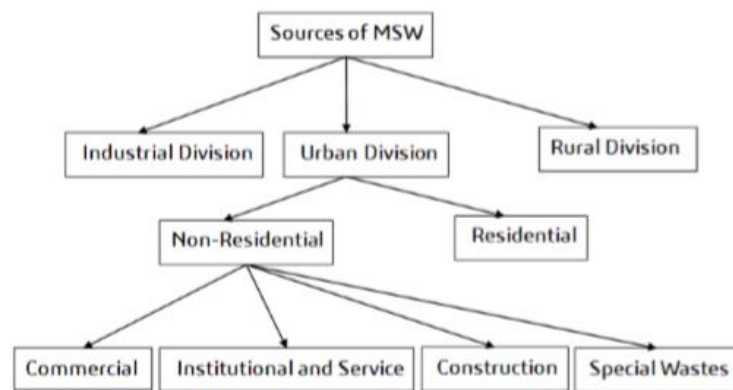 Sources of MSW
Industrial Division
Urban Division
Rural Division
Non-Residential
Residential
Commercial
Institutional and Service
Construction
Special Wastes